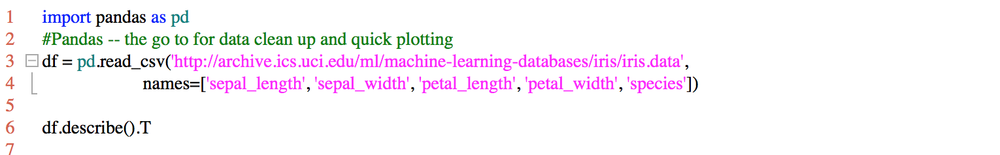 1 import pandas as pd
2 #Pandas -- the go to for data clean up and quick plotting
3 df = pd.read_csv('http://archive.ics.uci.edu/ml/machine-learning-databases/iris/iris.data',
4 names=['sepal_length', 'sepal_width', 'petal_length', 'petal_width', 'species'])
5
6 df.describe().T
7